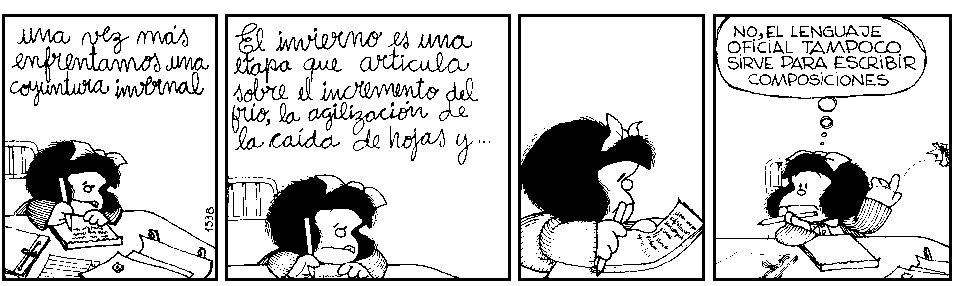 una vez más
enfrentamos una
coyuntura invernal
1538
El invierno es una
etapa que articula
sobre el incremento del
frío, la agilización de
la caída de hojas y...
NO, EL LENGUAJE
OFICIAL TAMPOCO
SIRVE PARA ESCRIBIR
COMPOSICIONES